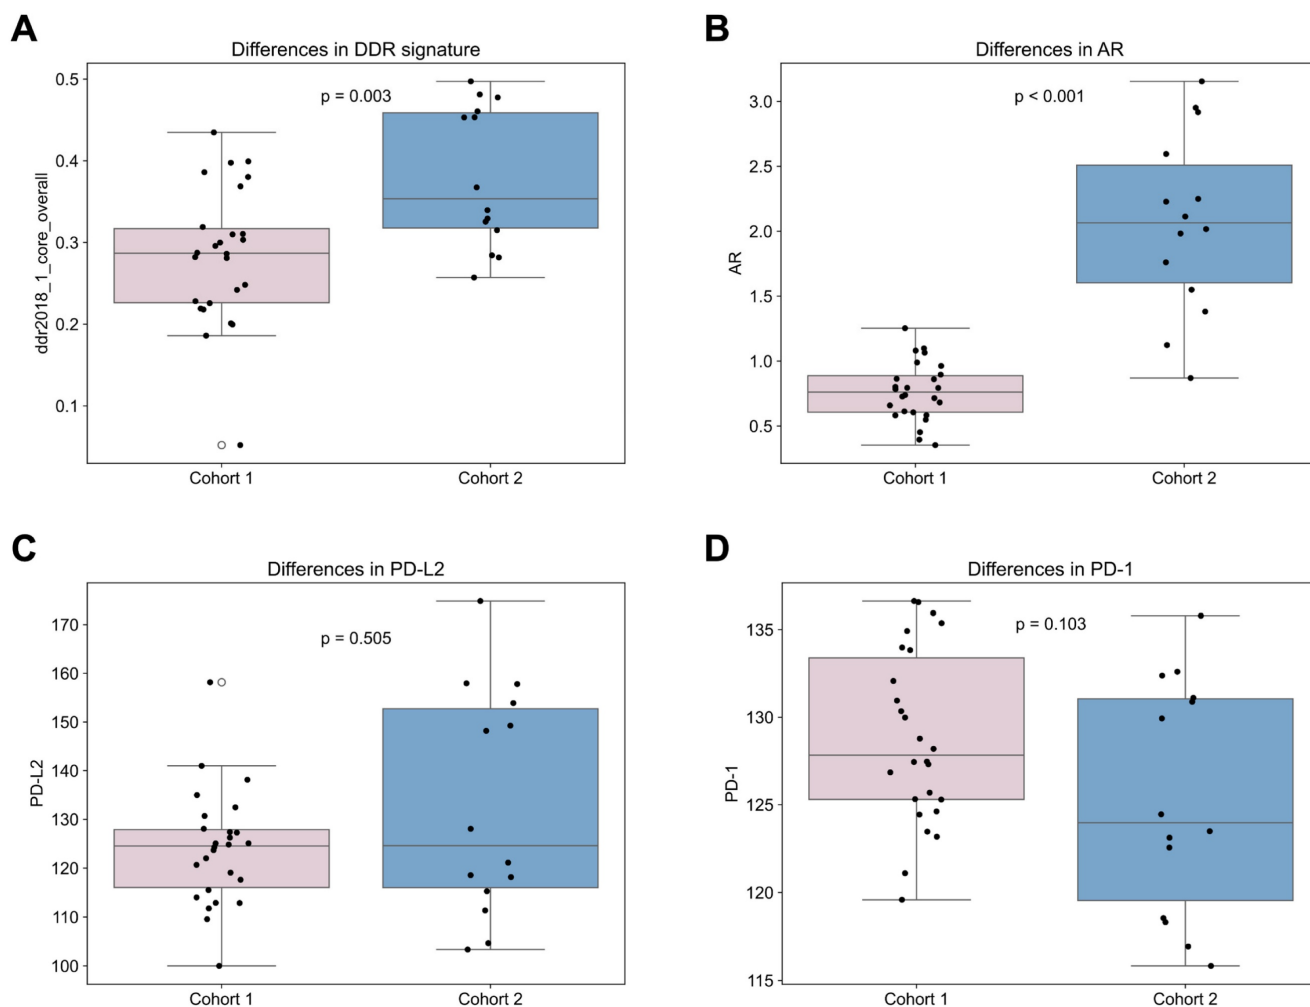 A
Differences in DDR signature
p = 0.003
ddr2018_1_core_overall
0.5
0.4
0.3
0.2
0.1
Cohort 1
Cohort 2
B
Differences in AR
p < 0.001
AR
3.0
2.5
2.0
1.5
1.0
0.5
Cohort 1
Cohort 2
C
Differences in PD-L2
p = 0.505
PD-L2
170
160
150
140
130
120
110
100
Cohort 1
Cohort 2
D
Differences in PD-1
p = 0.103
PD-1
135
130
125
120
115
Cohort 1
Cohort 2